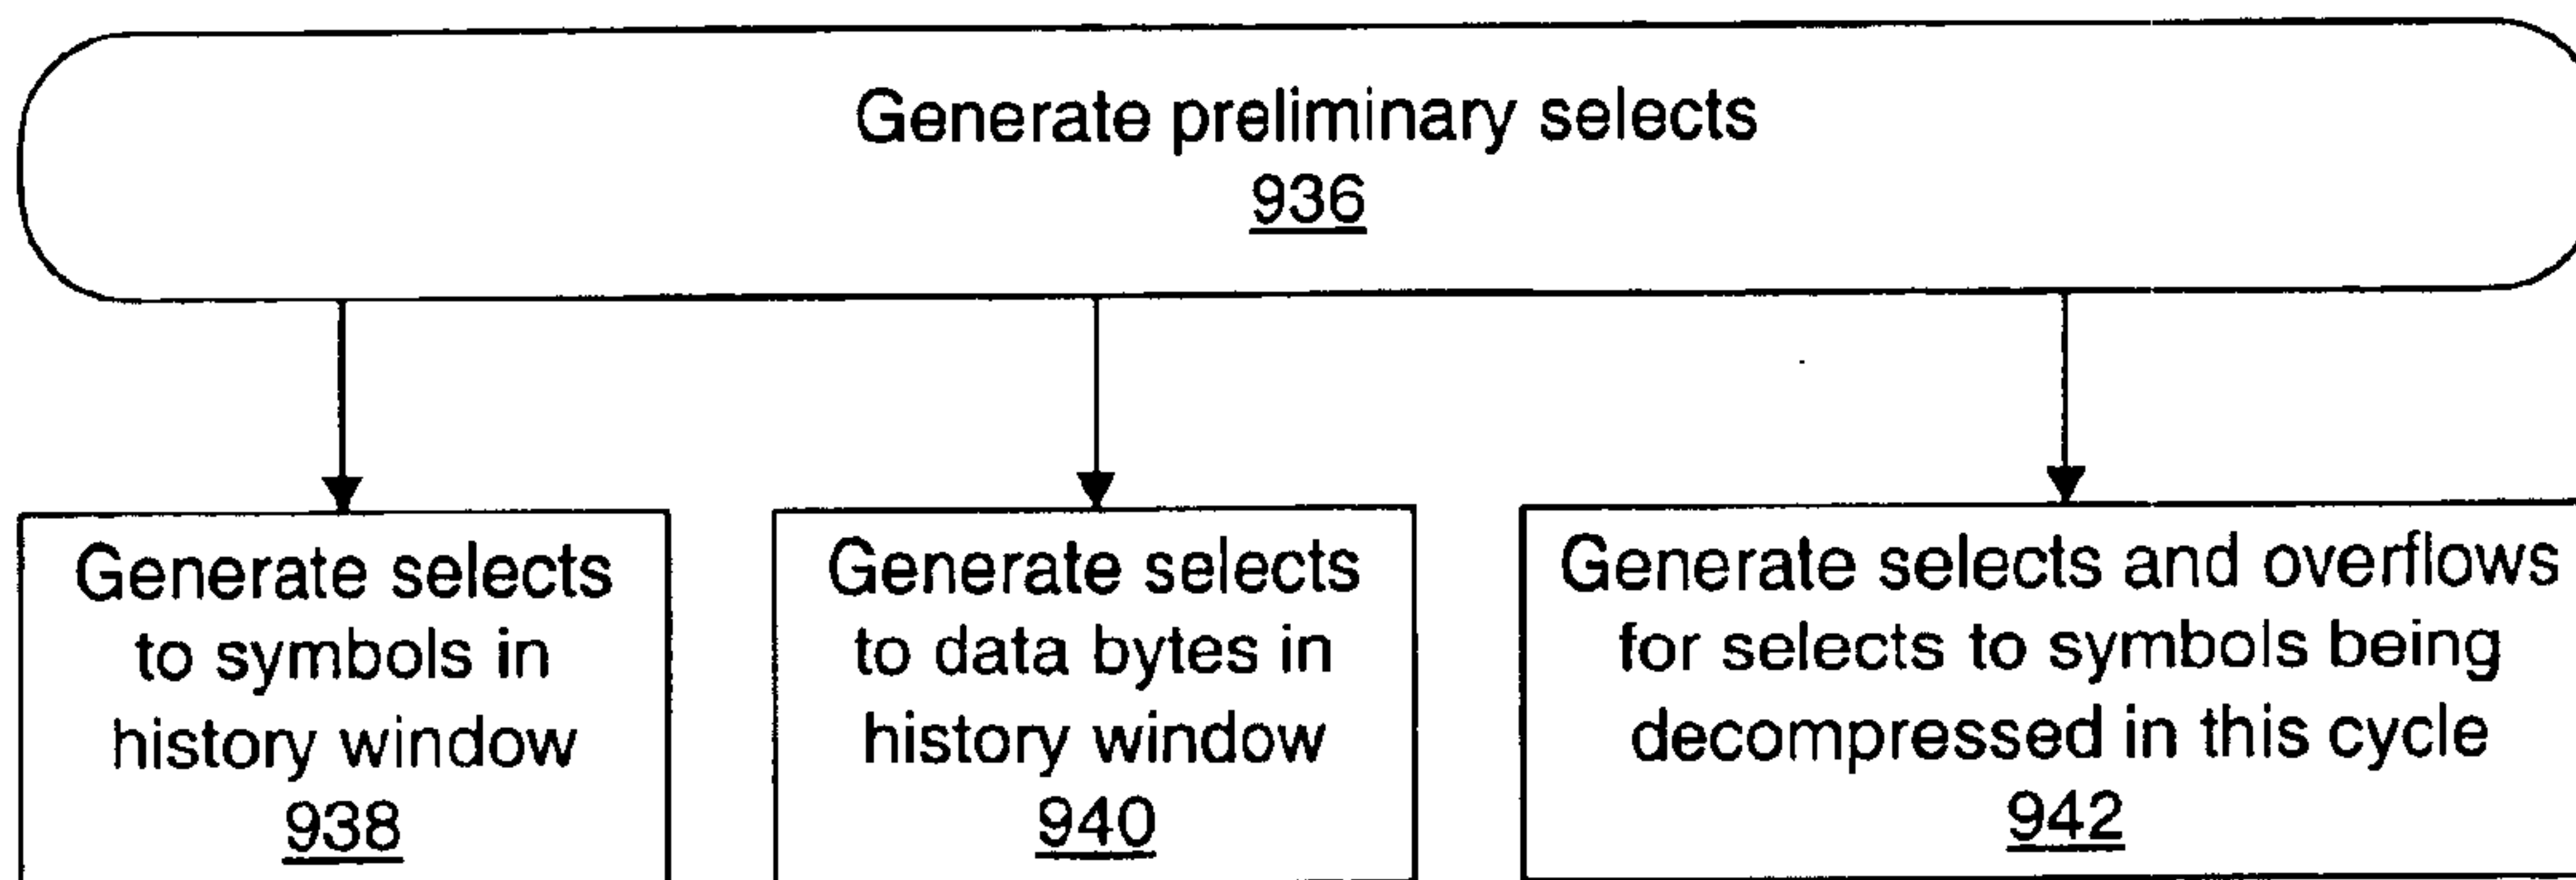 Generate preliminary selects
936
Generate selects
to symbols in
history window
938
Generate selects
to data bytes in
history window
940
Generate selects and overflows
for selects to symbols being
decompressed in this cycle
942